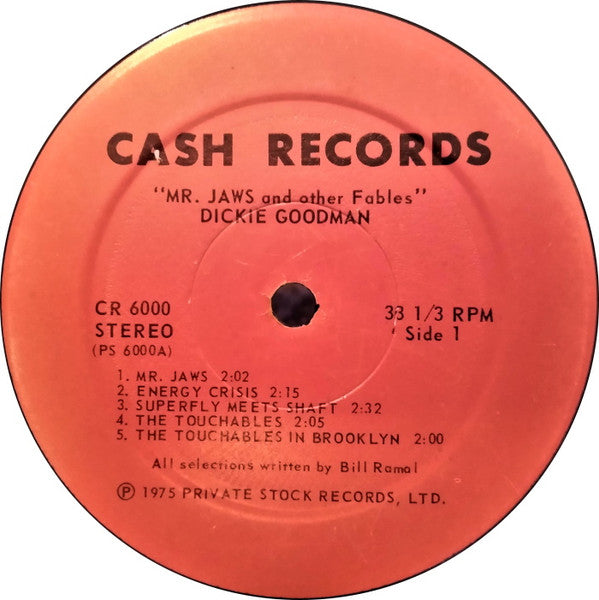 CASH RECORDS
"MR. JAWS and other Fables"
DICKIE GOODMAN
CR 6000
STEREO
(PS 6000A)
33 1/3 RPM
Side 1
1. MR. JAWS 2:02
2. ENERGY CRISIS 2:15
3. SUPERFLY MEETS SHAFT 2:32
4. THE TOUCHABLES 2:05
5. THE TOUCHABLES IN BROOKLYN 2:00
All selections written by Bill Ramal
Ⓟ 1975 PRIVATE STOCK RECORDS, LTD.